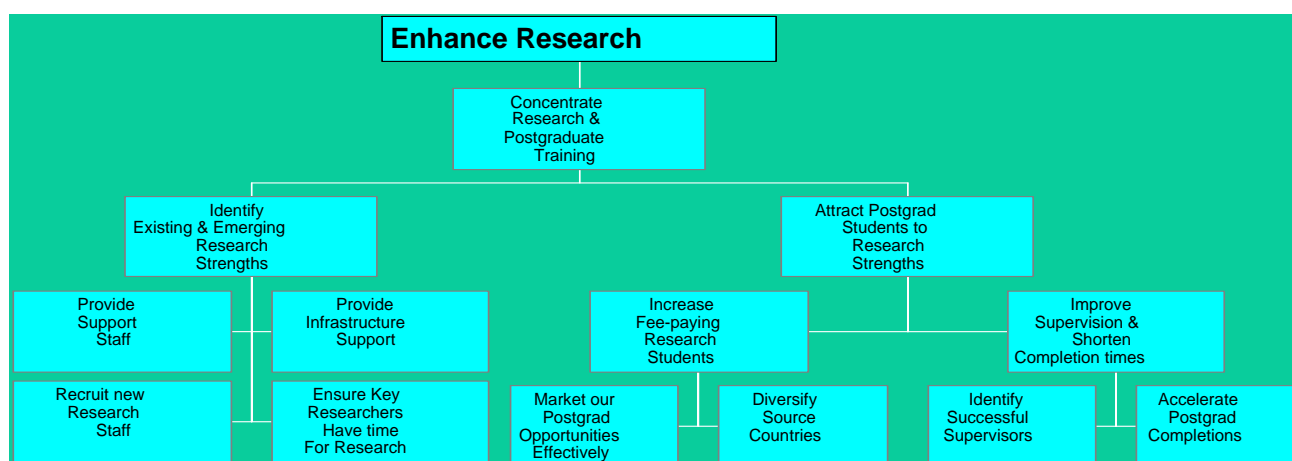 Enhance Research
Concentrate
Research &
Postgraduate
Training
Identify
Existing & Emerging
Research
Strengths
Attract Postgrad
Students to
Research
Strengths
Provide
Support
Staff
Provide
Infrastructure
Support
Increase
Fee-paying
Research
Students
Improve
Supervision &
Shorten
Completion times
Recruit new
Research
Staff
Ensure Key
Researchers
Have time
For Research
Market our
Postgrad
Opportunities
Effectively
Diversify
Source
Countries
Identify
Successful
Supervisors
Accelerate
Postgrad
Completions